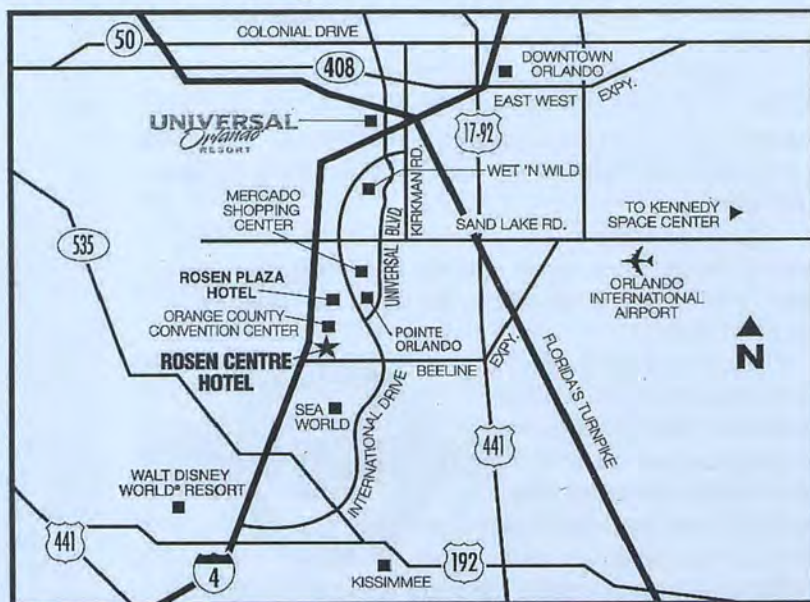 COLONIAL DRIVE
50
408
DOWNTOWN
ORLANDO
EAST WEST
EXPY.
UNIVERSAL
Orlando
RESORT
17-92
KIRKMAN RD.
WET 'N WILD
MERCADO
SHOPPING
CENTER
UNIVERSAL BLVD
SAND LAKE RD.
TO KENNEDY
SPACE CENTER
535
ROSEN PLAZA
HOTEL
ORLANDO
INTERNATIONAL
AIRPORT
ORANGE COUNTY
CONVENTION CENTER
POINTE
ORLANDO
N
ROSEN CENTRE
HOTEL
BEELINE
EXPY.
FLORIDA'S TURNPIKE
SEA
WORLD
INTERNATIONAL DRIVE
441
WALT DISNEY
WORLD® RESORT
441
4
192
KISSIMMEE